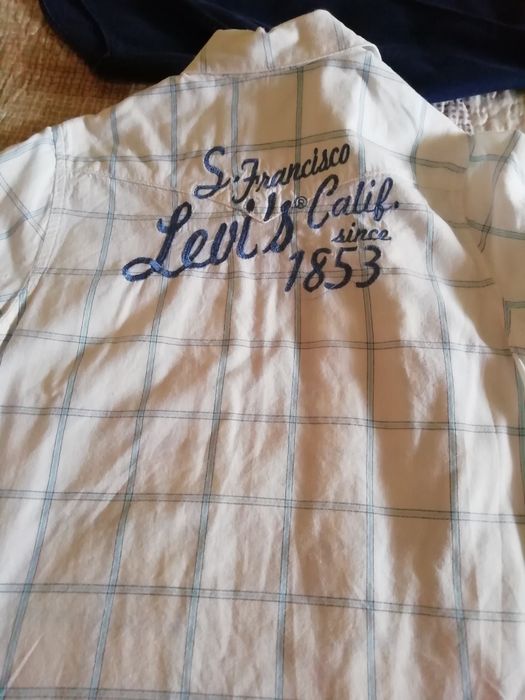 S. Francisco
Levi's® Calif.
since
1853